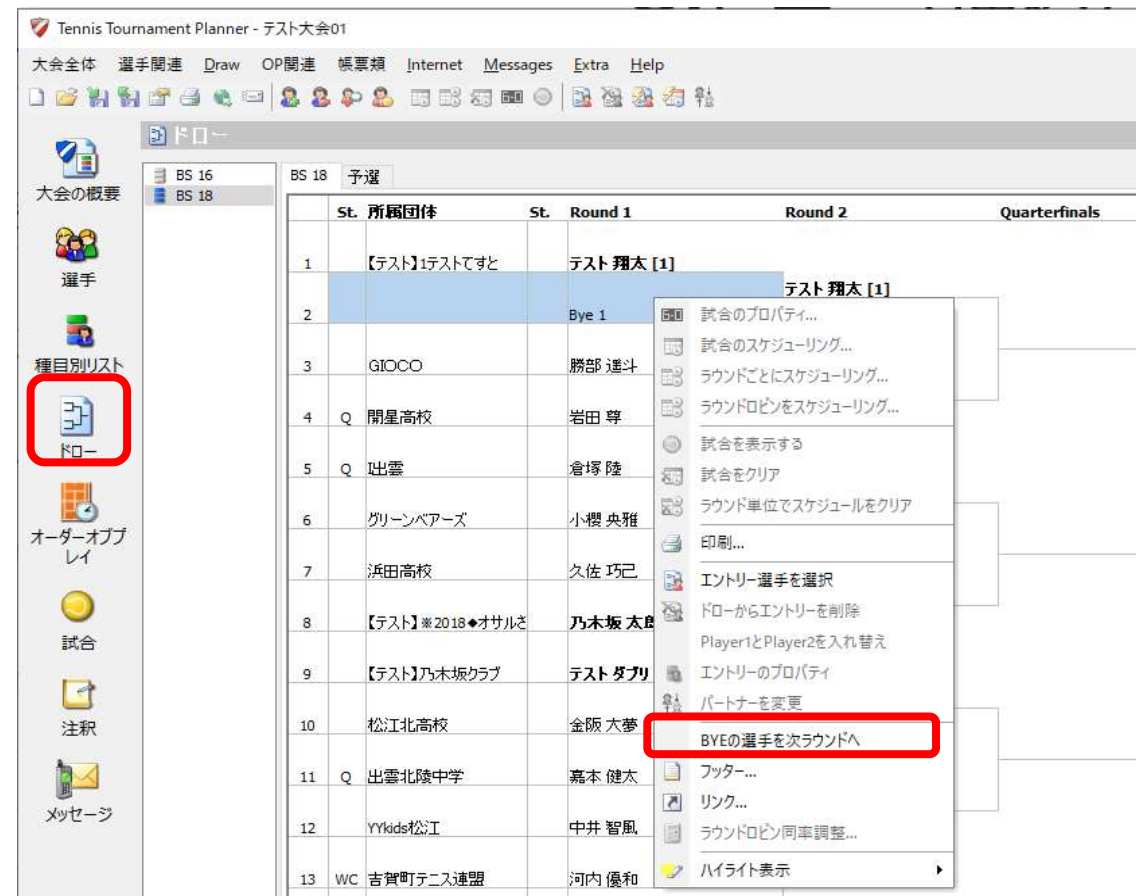 Tennis Tournament Planner - テスト大会01
大会全体 選手関連 Draw OP関連 帳票類 Internet Messages Extra Help
ドロー
大会の概要
選手
種目別リスト
ドロー
オーダーオブプ
レイ
試合
注釈
メッセージ
BS 16
BS 18
BS 18 予選
St. 所属団体 St. Round 1 Round 2 Quarterfinals
1 【テスト】1テストてすと テスト 翔太 [1]
テスト 翔太 [1]
2 Bye 1
3 GIOCO 勝部 運斗
4 Q 開星高校 岩田 尊
5 Q I出雲 倉塚 陸
6 グリーンベアーズ 小櫻 央雅
7 浜田高校 久佐 巧己
8 【テスト】※2018◆オサルさ 乃木坂 太郎
9 【テスト】乃木坂クラブ テスト ダブリ
10 松江北高校 金阪 大夢
11 Q 出雲北陵中学 嘉本 健太
12 YYkids松江 中井 智風
13 WC 吉賀町テニス連盟 河内 優和
試合のプロパティ...
試合のスケジューリング...
ラウンドごとにスケジューリング...
ラウンドロビンをスケジューリング...
試合を表示する
試合をクリア
ラウンド単位でスケジュールをクリア
印刷...
エントリー選手を選択
ドローからエントリーを削除
Player1とPlayer2を入れ替え
エントリーのプロパティ
パートナーを変更
BYEの選手を次ラウンドへ
フッター...
リンク...
ラウンドロビン同率調整...
ハイライト表示